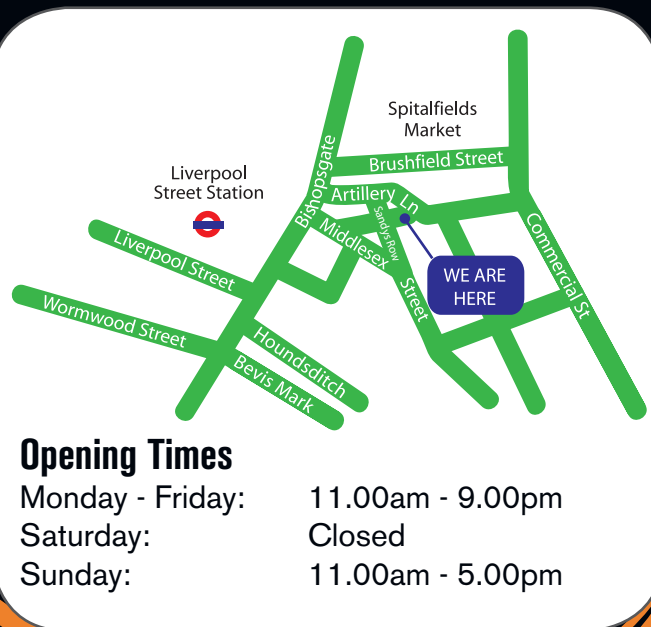 Spitalfields
Market
Brushfield Street
Liverpool
Street Station
Bishopsgate
Artillery Ln
Sandys Row
Middlesex
Street
Commercial St
Liverpool Street
WE ARE
HERE
Wormwood Street
Houndsditch
Bevis Mark
Opening Times
Monday - Friday: 11.00am - 9.00pm
Saturday: Closed
Sunday: 11.00am - 5.00pm